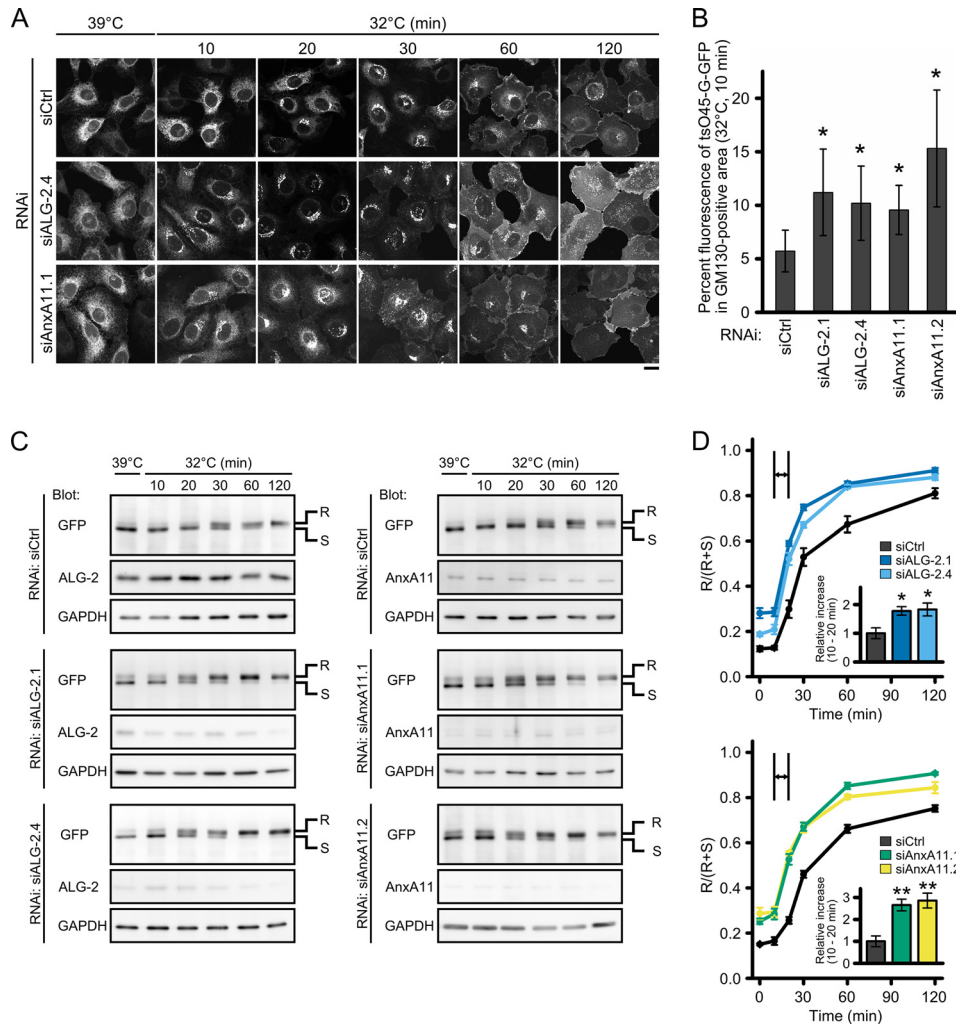 A
39°C
32°C (min)
10 20 30 60 120
RNAi
siCtrl
siALG-2.4
siAnxA11.1
B
Percent fluorescence of tsO45-G-GFP
in GM130-positive area (32°C, 10 min)
20
15
10
5
0
*
*
*
*
RNAi:
siCtrl
siALG-2.1
siALG-2.4
siAnxA11.1
siAnxA11.2
C
39°C 32°C (min)
Blot: 10 20 30 60 120
RNAi: siCtrl
GFP
R
S
ALG-2
GAPDH
RNAi: siALG-2.1
GFP
R
S
ALG-2
GAPDH
RNAi: siALG-2.4
GFP
R
S
ALG-2
GAPDH
39°C 32°C (min)
Blot: 10 20 30 60 120
RNAi: siCtrl
GFP
R
S
AnxA11
GAPDH
RNAi: siAnxA11.1
GFP
R
S
AnxA11
GAPDH
RNAi: siAnxA11.2
GFP
R
S
AnxA11
GAPDH
D
R/(R+S)
1.0
0.8
0.6
0.4
0.2
0.0
siCtrl
siALG-2.1
siALG-2.4
Relative increase
(10 - 20 min)
2
1
0
* *
0 30 60 90 120
Time (min)
R/(R+S)
1.0
0.8
0.6
0.4
0.2
0.0
siCtrl
siAnxA11.1
siAnxA11.2
Relative increase
(10 - 20 min)
3
2
1
0
** **
0 30 60 90 120
Time (min)